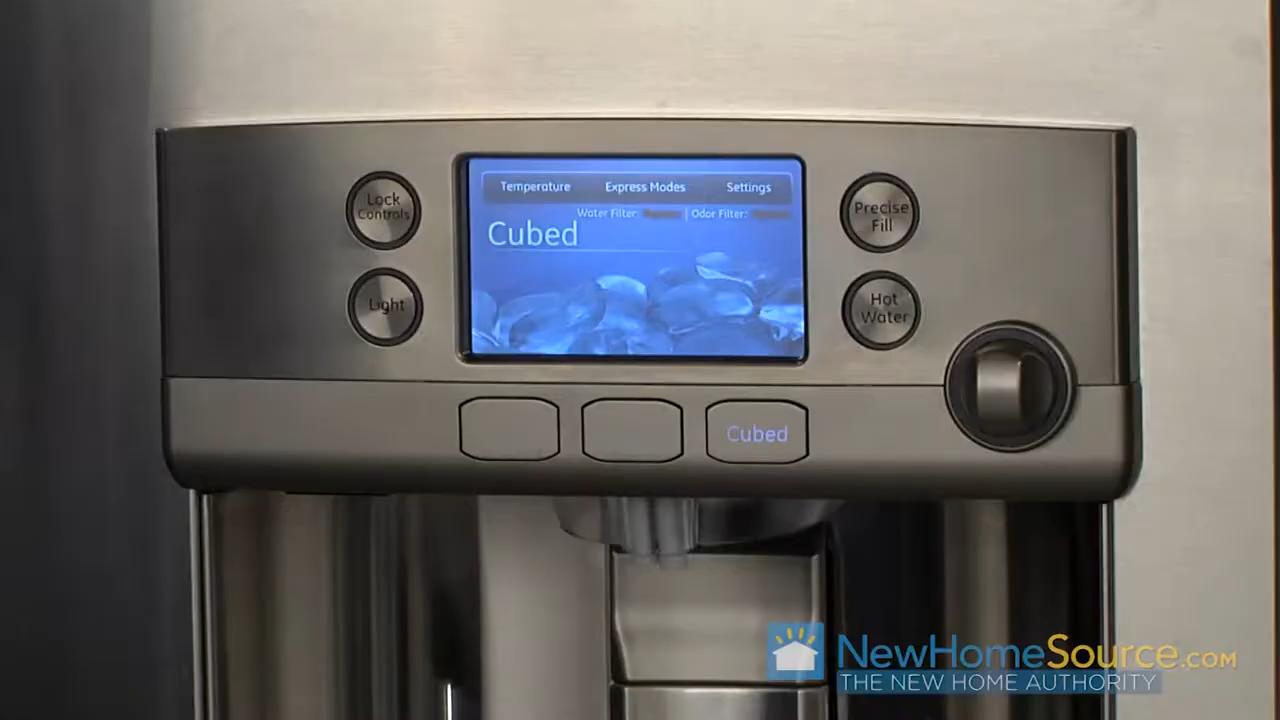 Lock
Controls
Light
Temperature Express Modes Settings
Water Filter: | Odor Filter:
Cubed
Precise
Fill
Hot
Water
Cubed
NewHomeSource.com
THE NEW HOME AUTHORITY